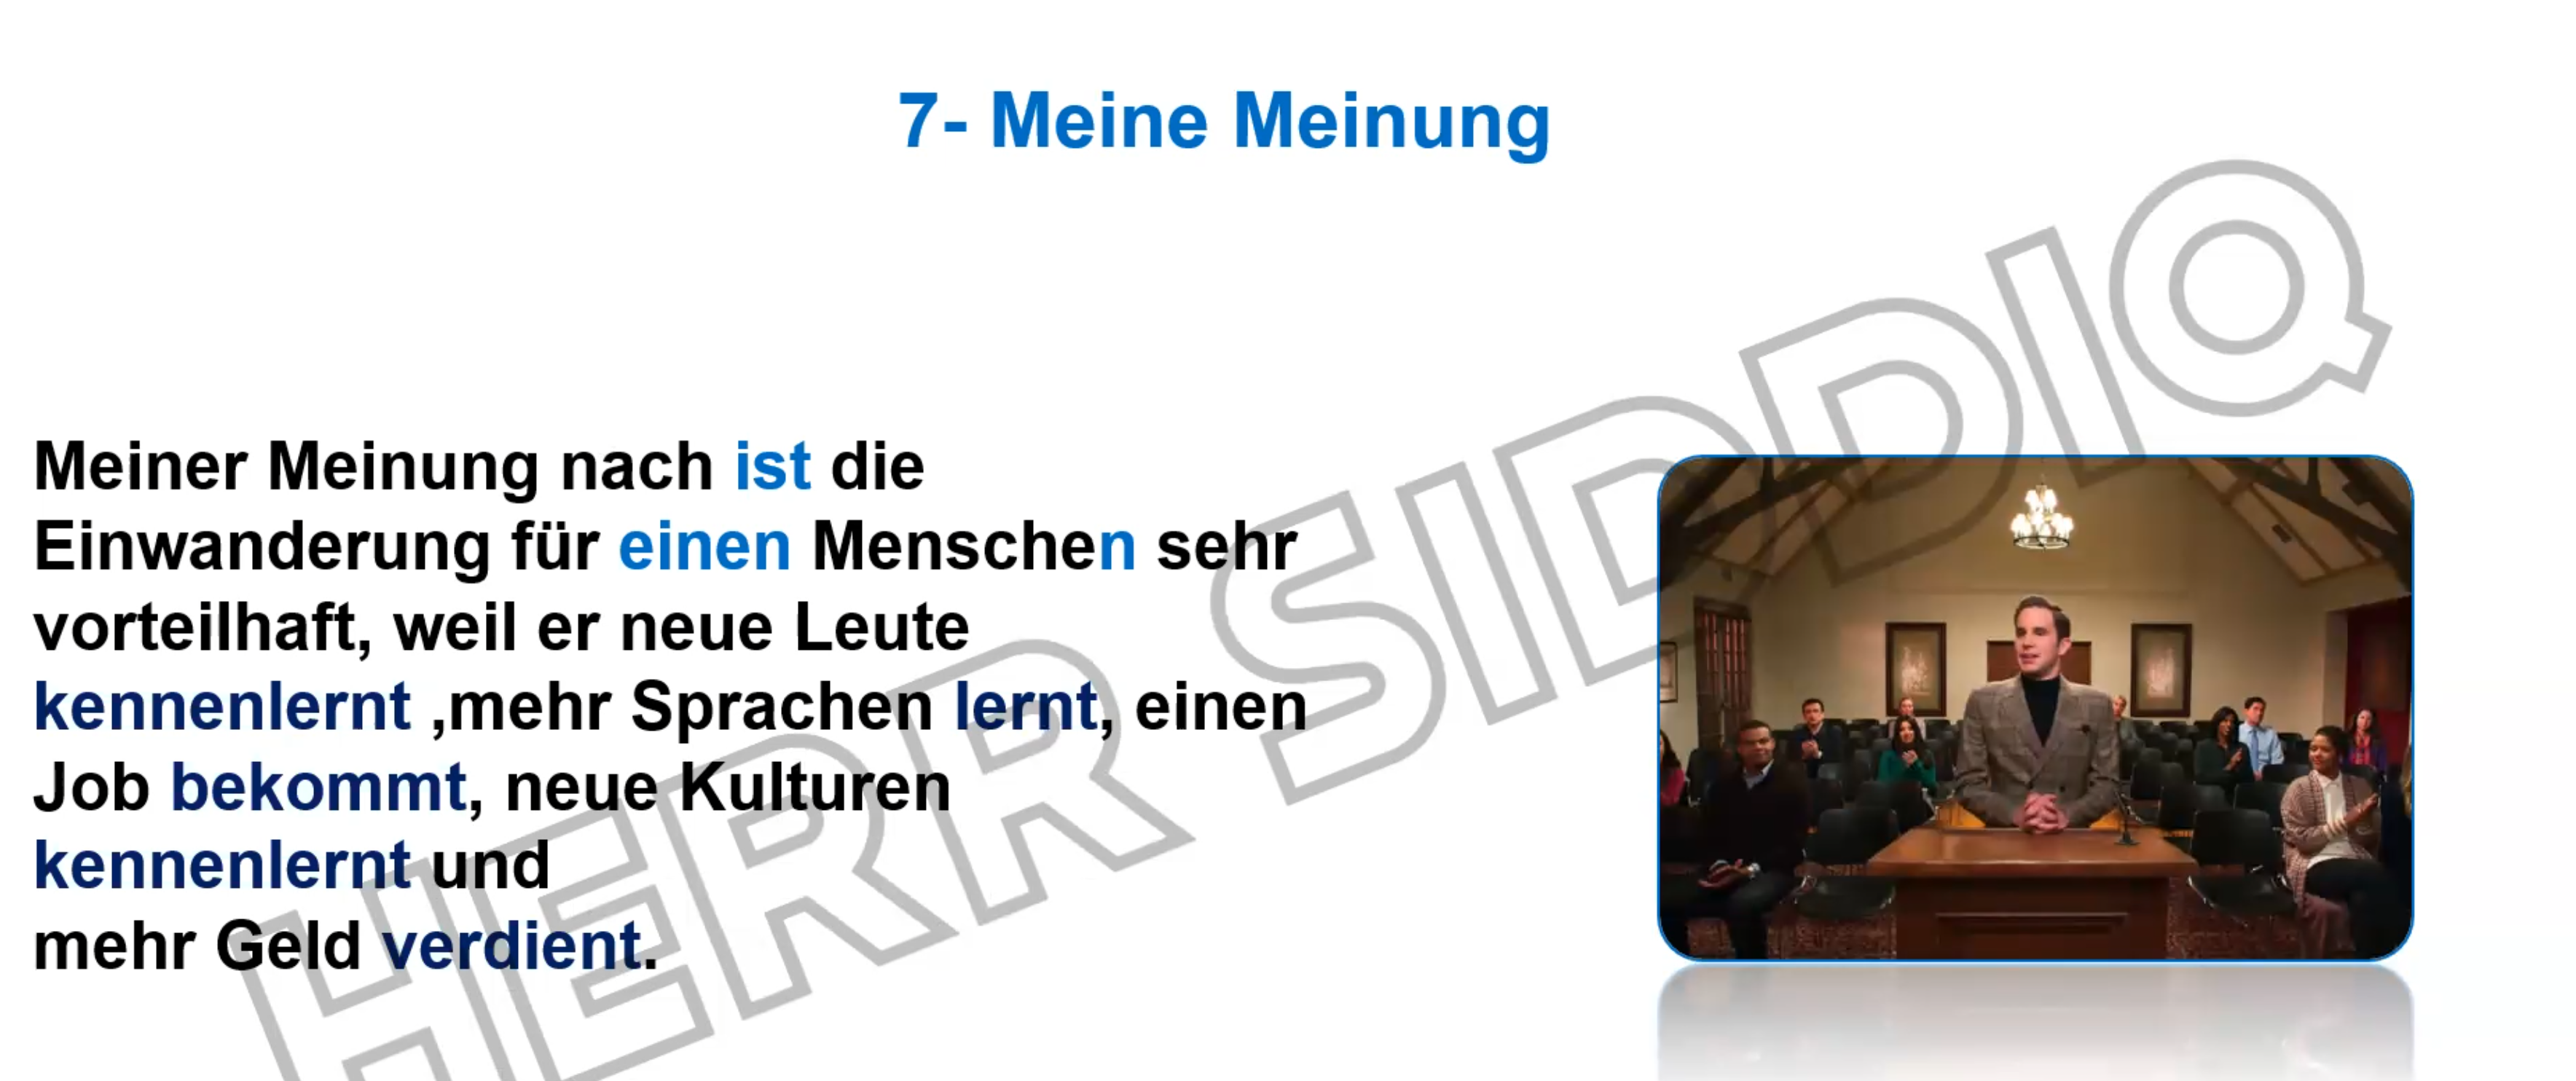 7- Meine Meinung
Meiner Meinung nach ist die
Einwanderung für einen Menschen sehr
vorteilhaft, weil er neue Leute
kennenlernt ,mehr Sprachen lernt, einen
Job bekommt, neue Kulturen
kennenlernt und
mehr Geld verdient.
HERR SIDDIQ